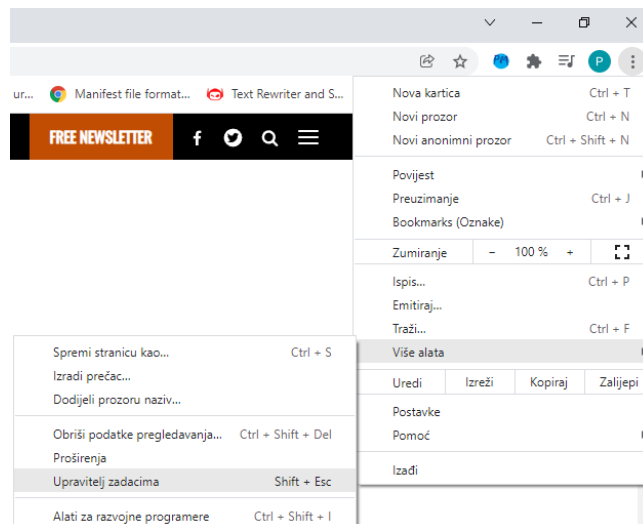 P
ur...
Manifest file format...
Text Rewriter and S...
FREE NEWSLETTER
Nova kartica Ctrl + T
Novi prozor Ctrl + N
Novi anonimni prozor Ctrl + Shift + N
Povijest
Preuzimanje Ctrl + J
Bookmarks (Oznake)
Zumiranje − 100 % +
Ispis... Ctrl + P
Emitiraj...
Traži... Ctrl + F
Više alata
Uredi Izreži Kopiraj Zalijepi
Postavke
Pomoć
Izađi
Spremi stranicu kao... Ctrl + S
Izradi prečac...
Dodijeli prozoru naziv...
Obriši podatke pregledavanja... Ctrl + Shift + Del
Proširenja
Upravitelj zadacima Shift + Esc
Alati za razvojne programere Ctrl + Shift + I